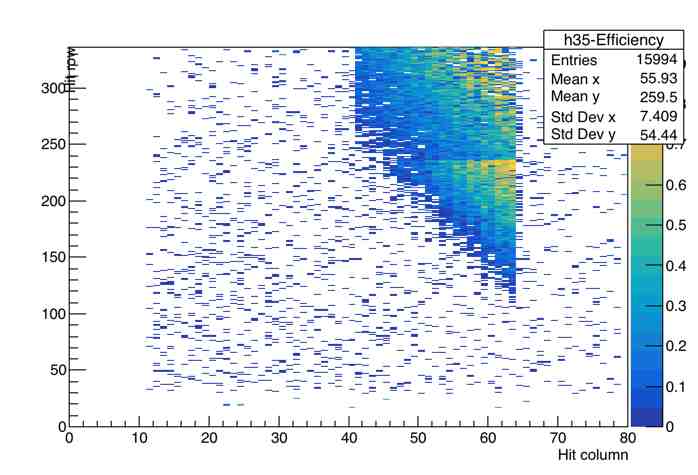 h35-Efficiency
Entries 15994
Mean x 55.93
Mean y 259.5
Std Dev x 7.409
Std Dev y 54.44
300
250
200
150
100
50
0
0 10 20 30 40 50 60 70 80
Hit column
0.7
0.6
0.5
0.4
0.3
0.2
0.1
0